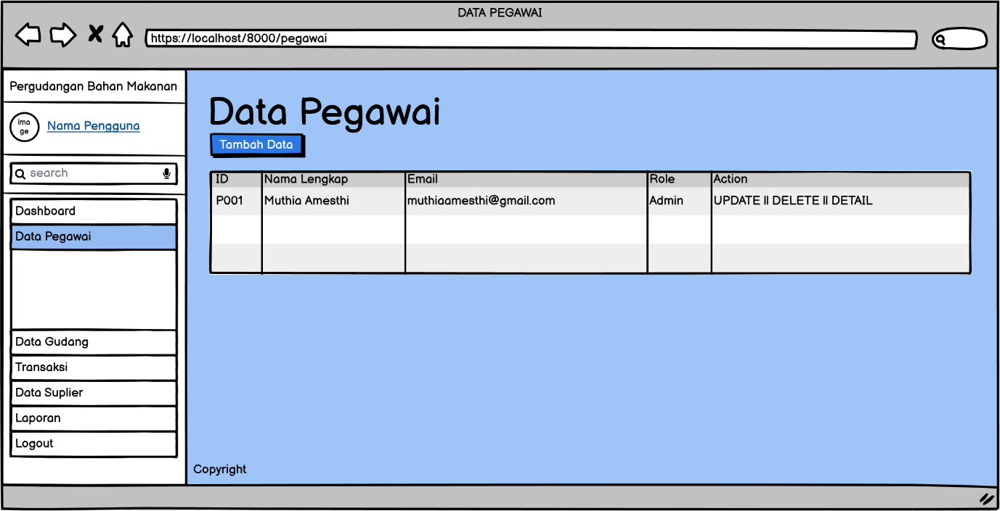 DATA PEGAWAI
https://localhost/8000/pegawai
Pergudangan Bahan Makanan
ima
ge
Nama Pengguna
search
Dashboard
Data Pegawai
Data Gudang
Transaksi
Data Suplier
Laporan
Logout
Data Pegawai
Tambah Data
ID Nama Lengkap Email Role Action
P001 Muthia Amesthi muthiaamesthi@gmail.com Admin UPDATE || DELETE || DETAIL
Copyright